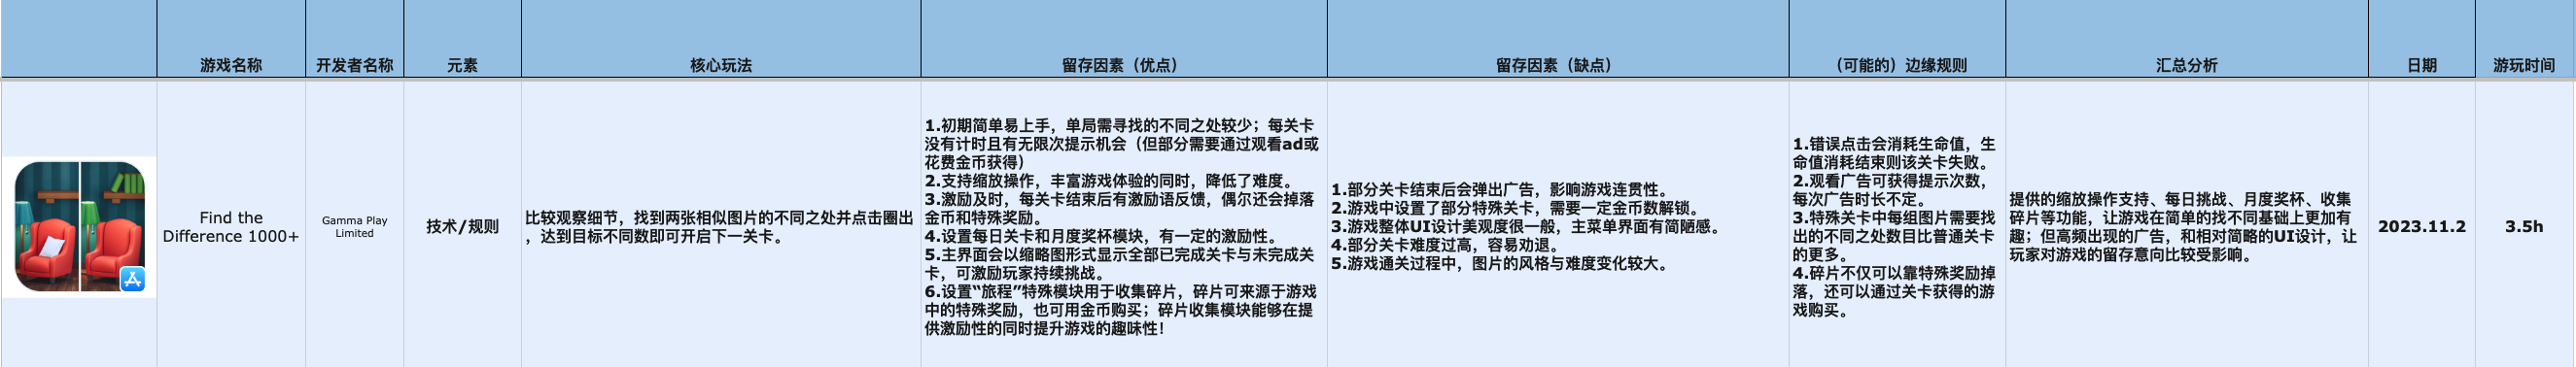 游戏名称
开发者名称
元素
核心玩法
留存因素（优点）
留存因素（缺点）
（可能的）边缘规则
汇总分析
日期
游玩时间
Find the
Difference 1000+
Gamma Play
Limited
技术/规则
比较观察细节，找到两张相似图片的不同之处并点击圈出
，达到目标不同数即可开启下一关卡。
1.初期简单易上手，单局需寻找的不同之处较少；每关卡
没有计时且有无限次提示机会（但部分需要通过观看ad或
花费金币获得）
2.支持缩放操作，丰富游戏体验的同时，降低了难度。
3.激励及时，每关卡结束后有激励语反馈，偶尔还会掉落
金币和特殊奖励。
4.设置每日关卡和月度奖杯模块，有一定的激励性。
5.主界面会以缩略图形式显示全部已完成关卡与未完成关
卡，可激励玩家持续挑战。
6.设置“旅程”特殊模块用于收集碎片，碎片可来源于游戏
中的特殊奖励，也可用金币购买；碎片收集模块能够在提
供激励性的同时提升游戏的趣味性！
1.部分关卡结束后会弹出广告，影响游戏连贯性。
2.游戏中设置了部分特殊关卡，需要一定金币数解锁。
3.游戏整体UI设计美观度很一般，主菜单界面有简陋感。
4.部分关卡难度过高，容易劝退。
5.游戏通关过程中，图片的风格与难度变化较大。
1.错误点击会消耗生命值，生
命值消耗结束则该关卡失败。
2.观看广告可获得提示次数，
每次广告时长不定。
3.特殊关卡中每组图片需要找
出的不同之处数目比普通关卡
的更多。
4.碎片不仅可以靠特殊奖励掉
落，还可以通过关卡获得的游
戏购买。
提供的缩放操作支持、每日挑战、月度奖杯、收集
碎片等功能，让游戏在简单的找不同基础上更加有
趣；但高频出现的广告，和相对简略的UI设计，让
玩家对游戏的留存意向比较受影响。
2023.11.2
3.5h